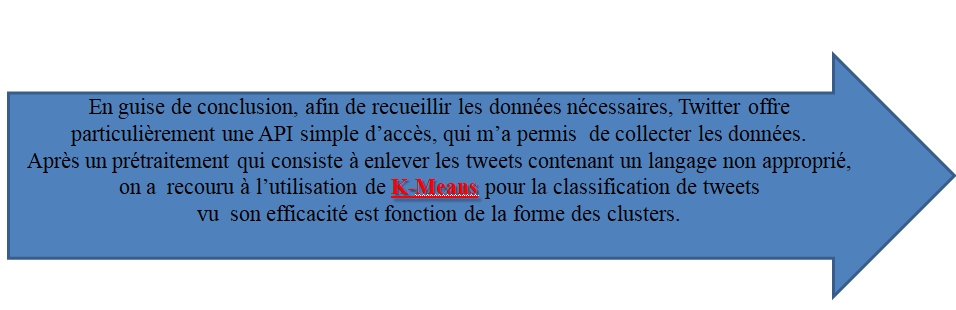 En guise de conclusion, afin de recueillir les données nécessaires, Twitter offre
particulièrement une API simple d’accès, qui m’a permis de collecter les données.
Après un prétraitement qui consiste à enlever les tweets contenant un langage non approprié,
on a recouru à l’utilisation de K-Means pour la classification de tweets
vu son efficacité est fonction de la forme des clusters.